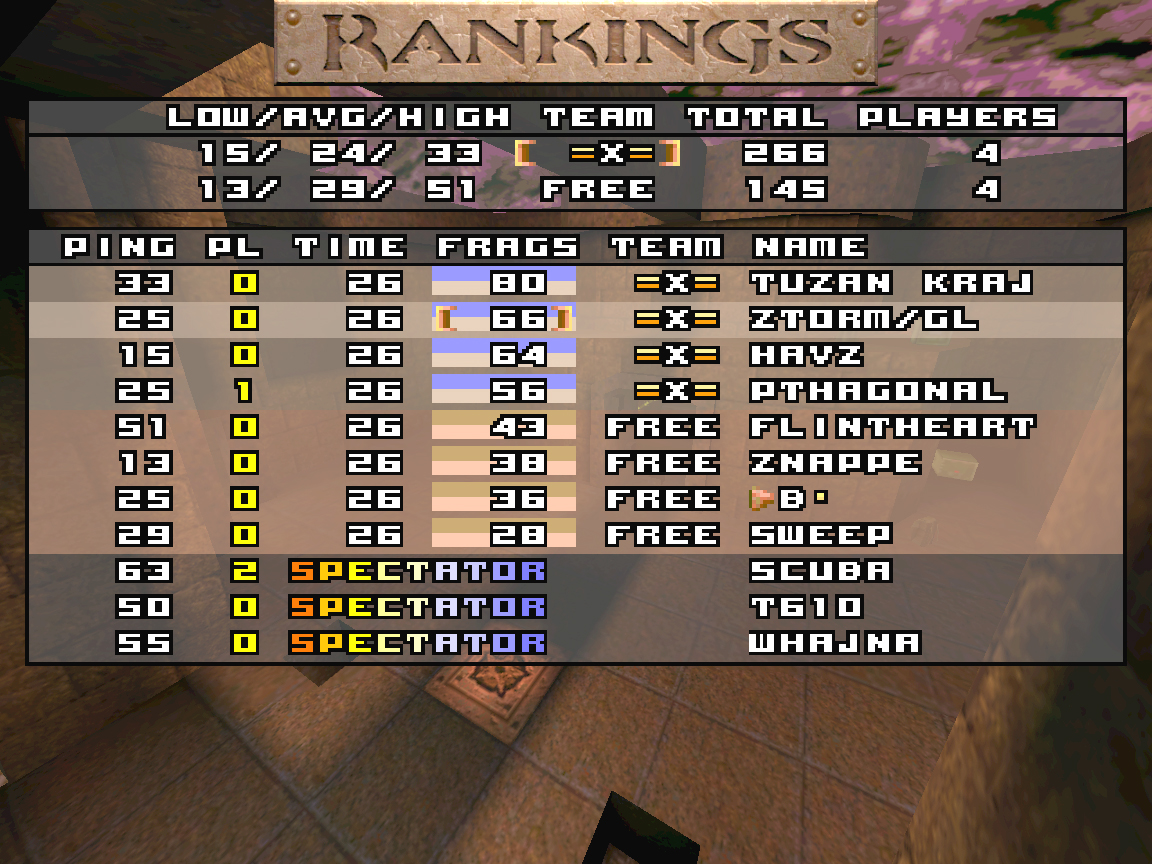 RANKINGS
LOW/AVG/HIGH TEAM TOTAL PLAYERS
15/ 24/ 33 [ =X= ] 266 4
13/ 29/ 51 FREE 145 4
PING PL TIME FRAGS TEAM NAME
33 0 26 80 =X= TUZAN KRAJ
25 0 26 [ 66 ] =X= ZTORM/GL
15 0 26 64 =X= HAVZ
25 1 26 56 =X= PTHAGONAL
51 0 26 43 FREE FLINTHEART
13 0 26 38 FREE ZNAPPE
25 0 26 36 FREE B
29 0 26 28 FREE SWEEP
63 2 SPECTATOR SCUBA
50 0 SPECTATOR T610
55 0 SPECTATOR WHAJNA